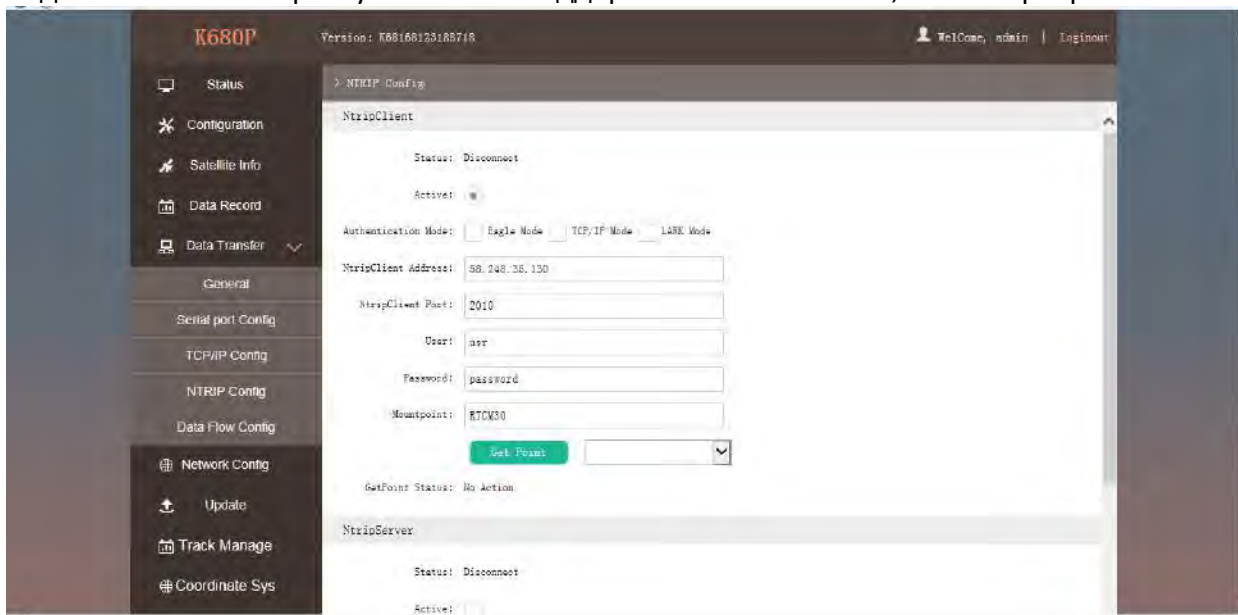 K680P
Version: K68168123188718
WelCome, admin | Loginout
Status
Configuration
Satellite Info
Data Record
Data Transfer
General
Serial port Config
TCP/IP Config
NTRIP Config
Data Flow Config
Network Config
Update
Track Manage
Coordinate Sys
> NTRIP Config
NtripClient
Status: Disconnect
Active:
Authentication Mode: Eagle Mode TCP/IP Mode LARK Mode
NtripClient Address: 58.248.35.130
NtripClient Port: 2010
User: usr
Password: password
Mountpoint: RTCM30
Get Point
GetPoint Status: No Action
NtripServer
Status: Disconnect
Active: